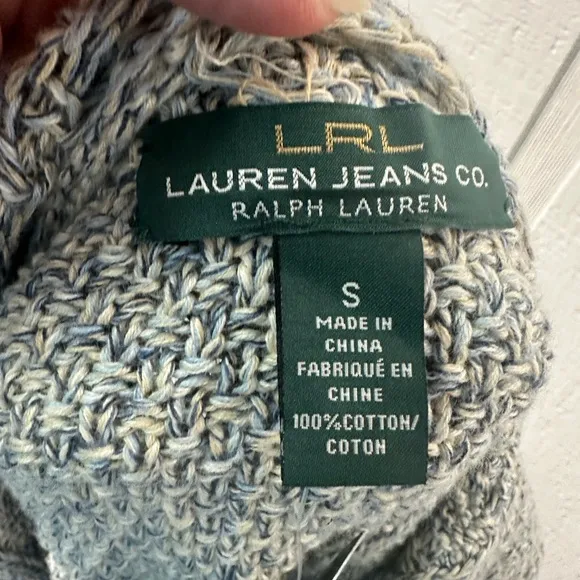 LRL
LAUREN JEANS CO.
RALPH LAUREN
S
MADE IN
CHINA
FABRIQUÉ EN
CHINE
100%COTTON/
COTON